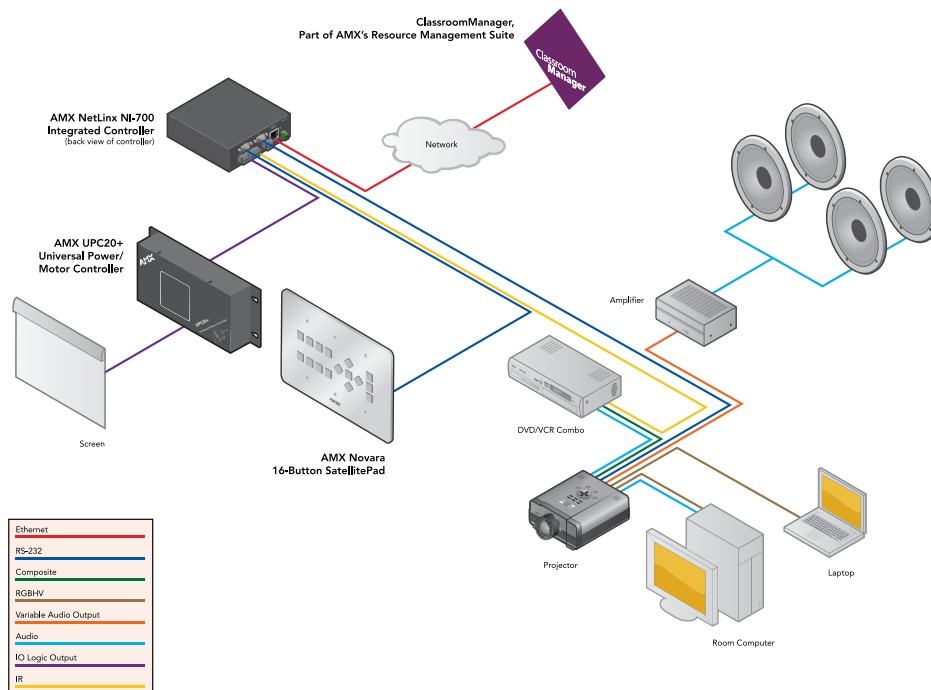 ClassroomManager,
Part of AMX's Resource Management Suite
Classroom
Manager
AMX NetLinx NI-700
Integrated Controller
(back view of controller)
Network
AMX UPC20+
Universal Power/
Motor Controller
AMX
UPC20+
Amplifier
Screen
AMX
DVD/VCR Combo
AMX Novara
16-Button SatellitePad
Projector
Laptop
Room Computer
Ethernet
RS-232
Composite
RGBHV
Variable Audio Output
Audio
IO Logic Output
IR